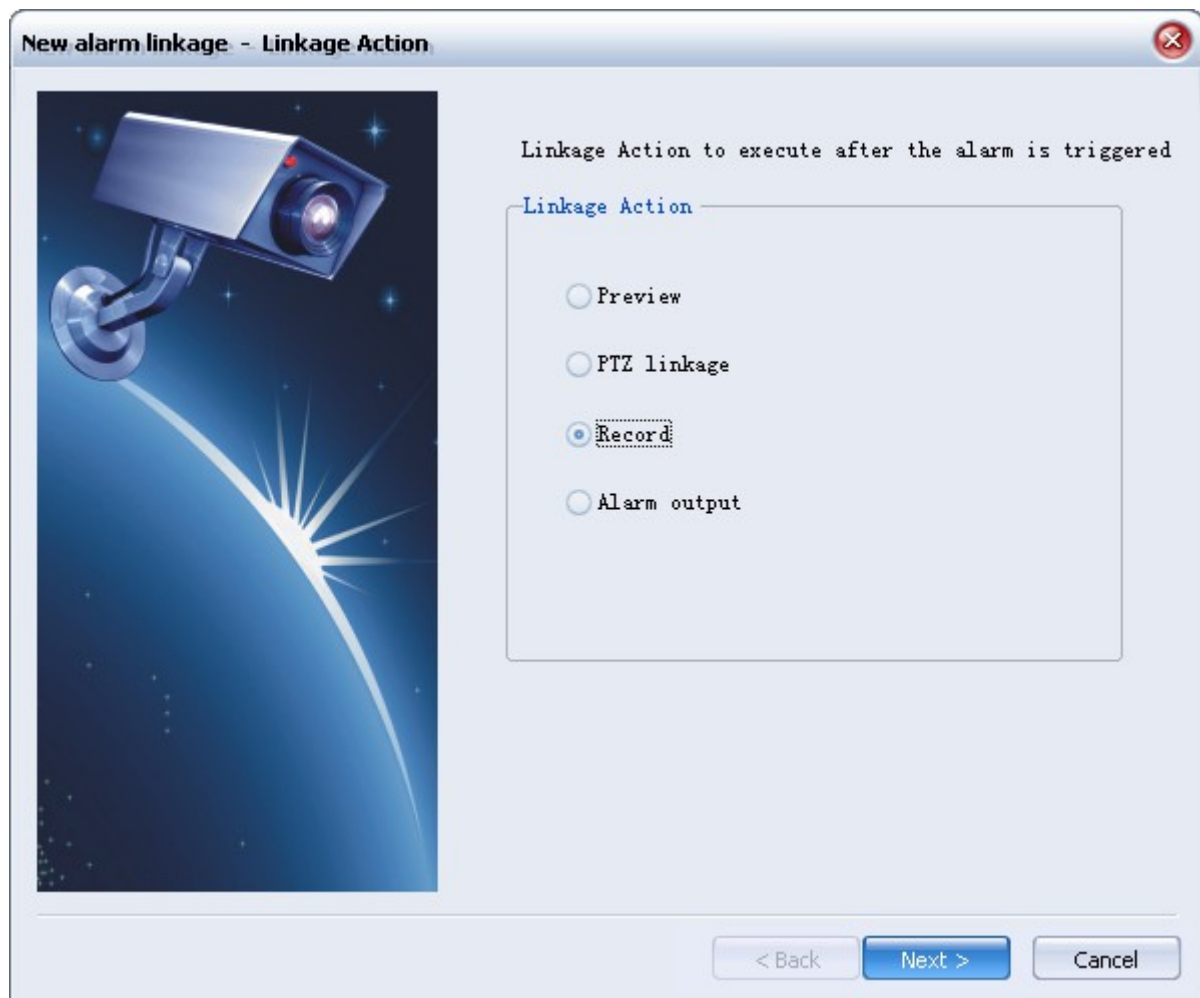 New alarm linkage - Linkage Action
Linkage Action to execute after the alarm is triggered
Linkage Action
Preview
PTZ linkage
Record
Alarm output
< Back Next > Cancel